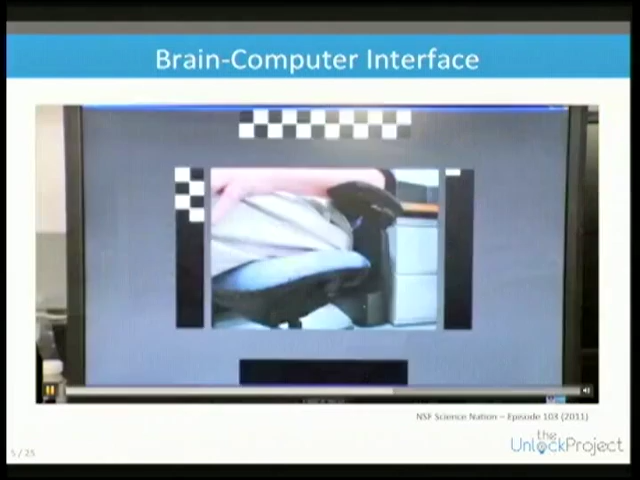 Brain-Computer Interface
NSF Science Nation – Episode 103 (2011)
the
UnlockProject
5 / 25